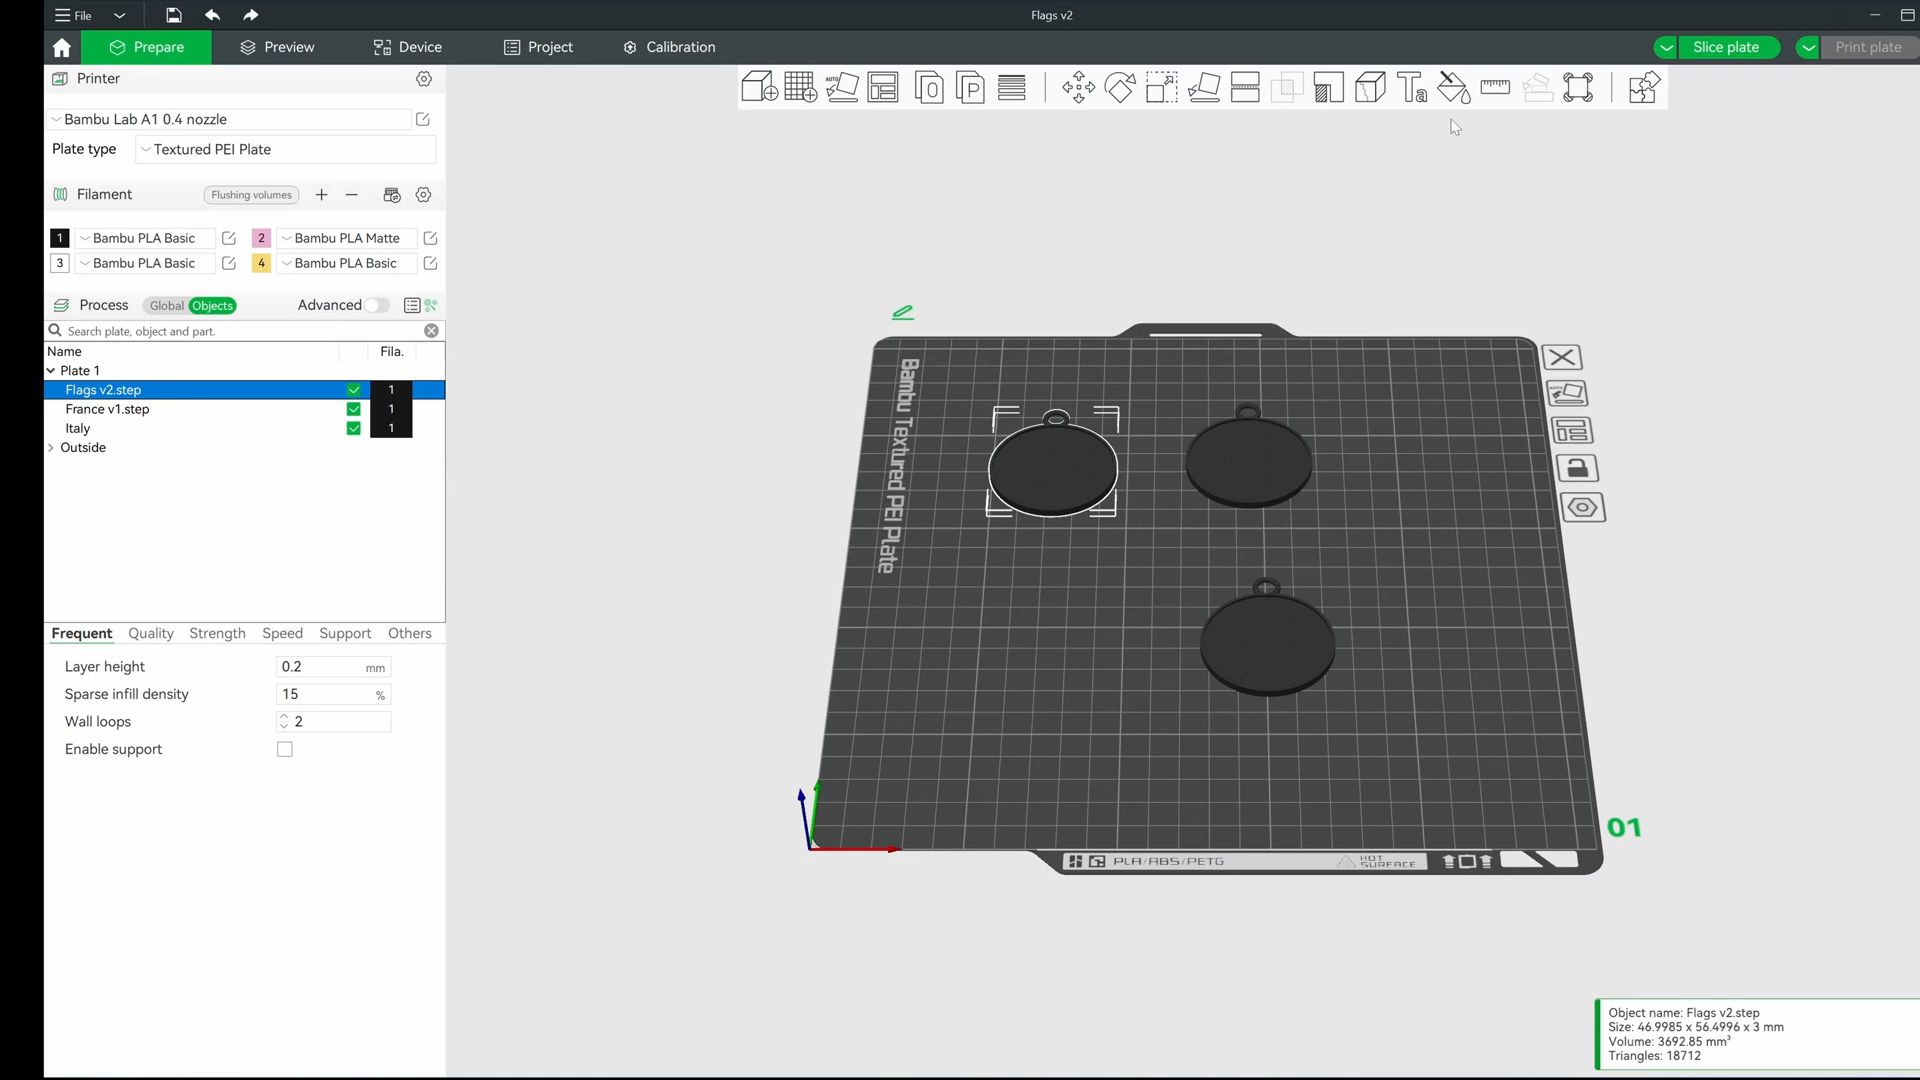 File
Flags v2
Prepare
Preview
Device
Project
Calibration
Slice plate
Print plate
Printer
Bambu Lab A1 0.4 nozzle
Plate type
Textured PEI Plate
Filament
Flushing volumes
1 Bambu PLA Basic
2 Bambu PLA Matte
3 Bambu PLA Basic
4 Bambu PLA Basic
Process
Global
Objects
Advanced
Search plate, object and part.
Name
Fila.
Plate 1
Flags v2.step 1
France v1.step 1
Italy 1
Outside
Frequent
Quality
Strength
Speed
Support
Others
Layer height 0.2 mm
Sparse infill density 15 %
Wall loops 2
Enable support
AUTO
O
P
Ta
Bambu Textured PEI Plate
AUTO
01
PLA/ABS/PETG
HOT
SURFACE
Object name: Flags v2.step
Size: 46.9985 x 56.4996 x 3 mm
Volume: 3692.85 mm³
Triangles: 18712